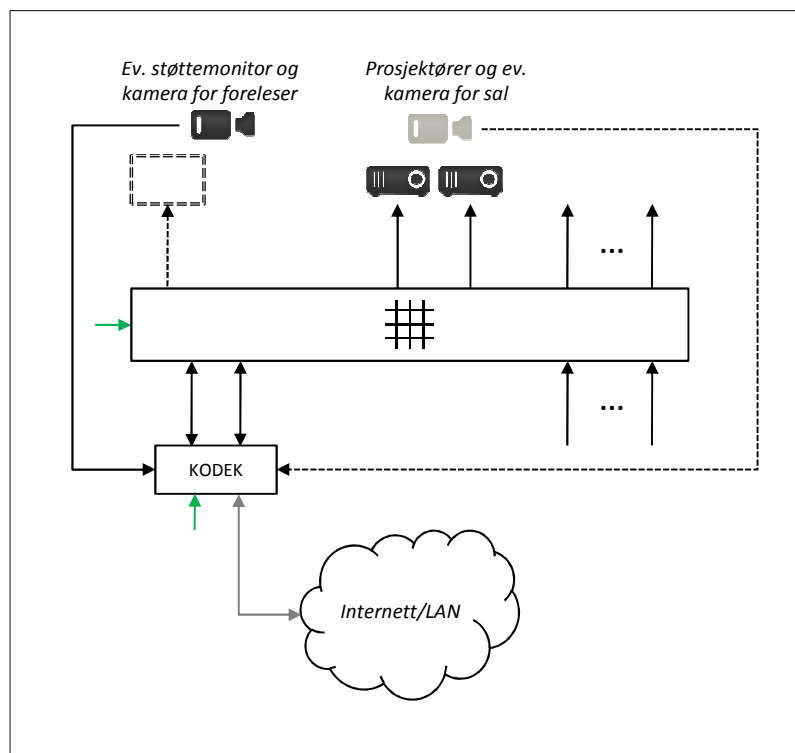 Ev. støttemonitor og
kamera for foreleser
Prosjektører og ev.
kamera for sal
...
...
KODEK
Internett/LAN